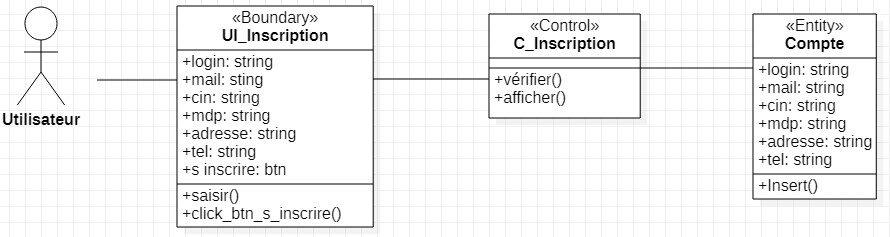 Utilisateur
«Boundary»
UI_Inscription
+login: string
+mail: sting
+cin: string
+mdp: string
+adresse: string
+tel: string
+s inscrire: btn
+saisir()
+click_btn_s_inscrire()
«Control»
C_Inscription
+vérifier()
+afficher()
«Entity»
Compte
+login: string
+mail: string
+cin: string
+mdp: string
+adresse: string
+tel: string
+Insert()